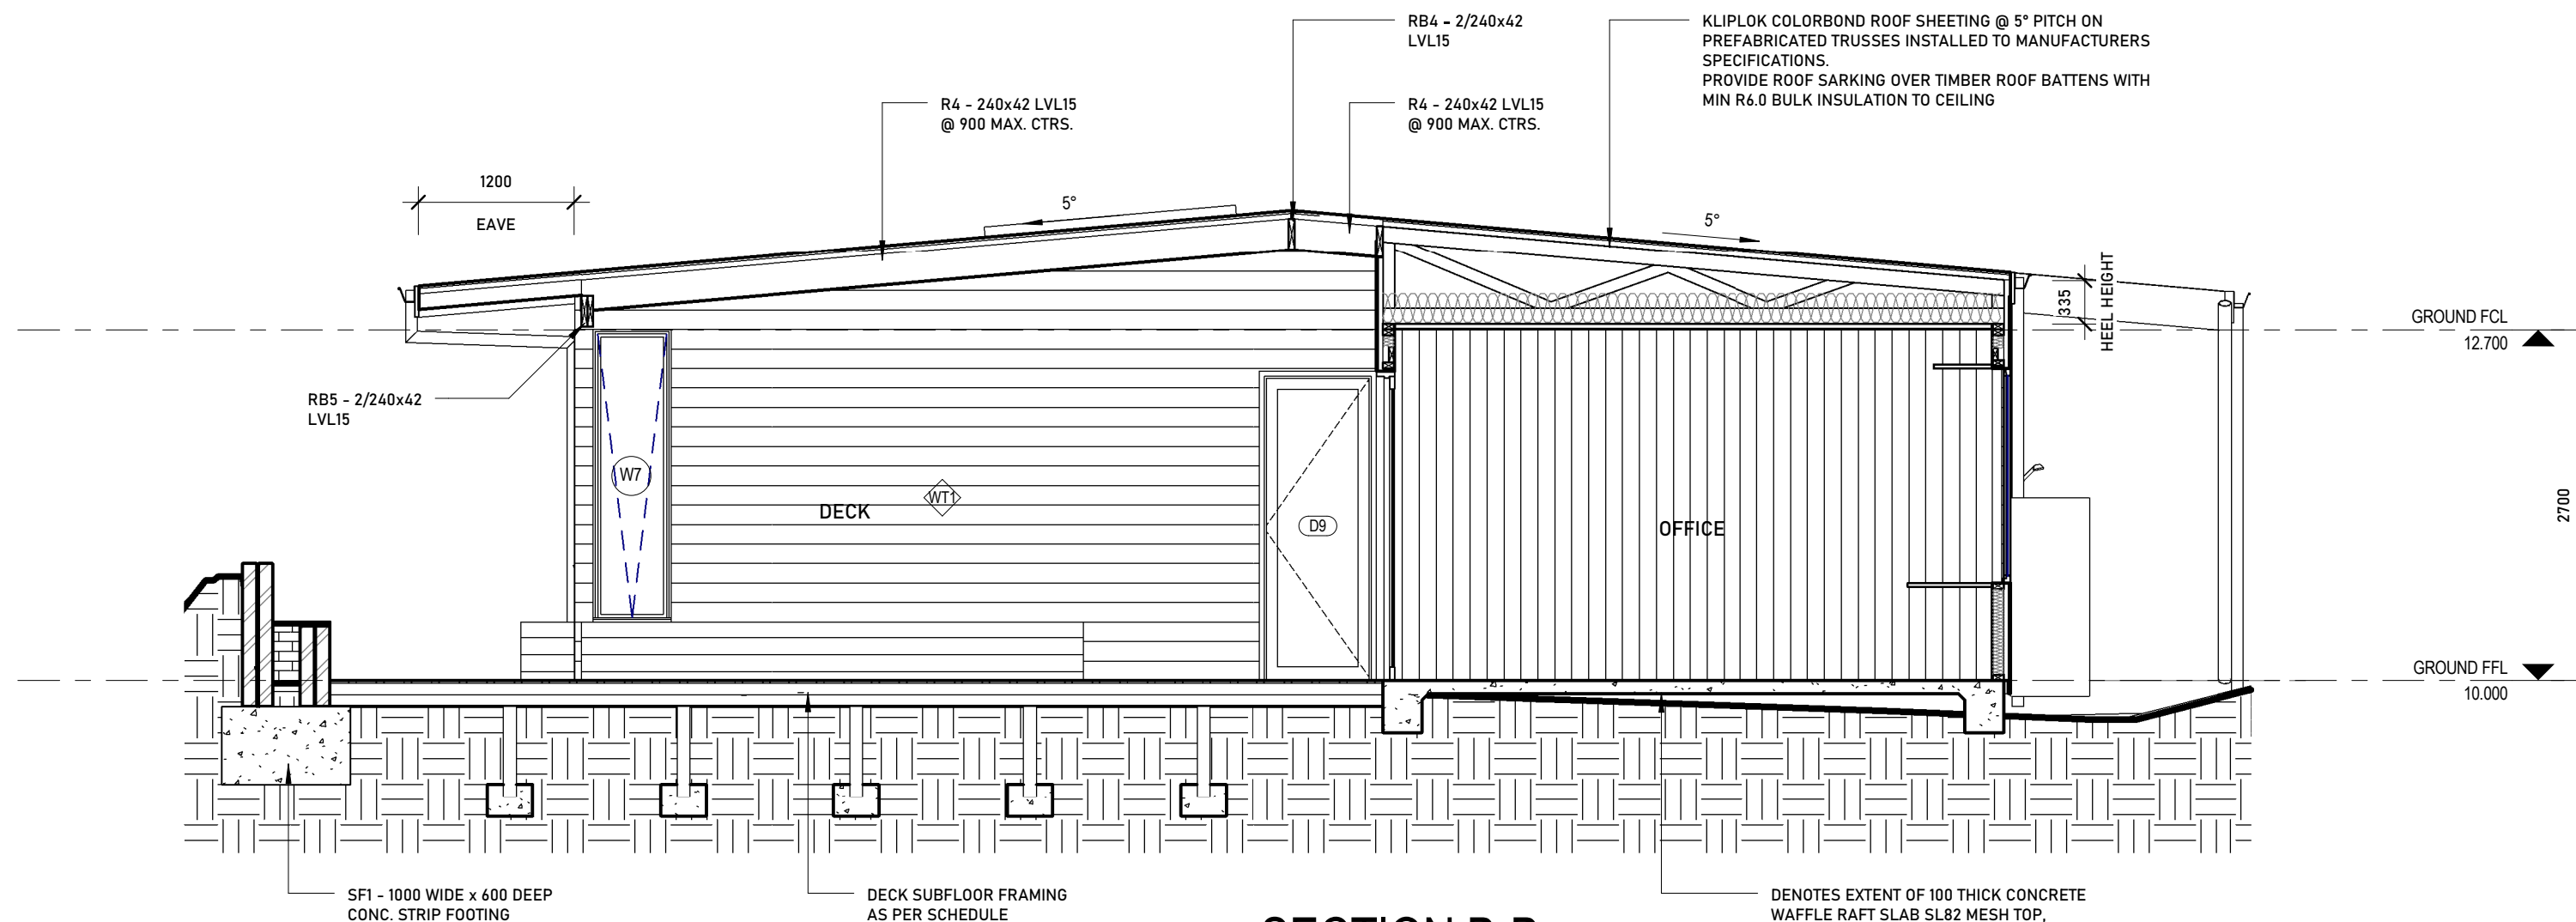 RB4 - 2/240x42
LVL15
KLIPLOK COLORBOND ROOF SHEETING @ 5° PITCH ON
PREFABRICATED TRUSSES INSTALLED TO MANUFACTURERS
SPECIFICATIONS.
PROVIDE ROOF SARKING OVER TIMBER ROOF BATTENS WITH
MIN R6.0 BULK INSULATION TO CEILING
R4 - 240x42 LVL15
@ 900 MAX. CTRS.
R4 - 240x42 LVL15
@ 900 MAX. CTRS.
1200
EAVE
5°
5°
335
HEEL HEIGHT
GROUND FCL
12.700
RB5 - 2/240x42
LVL15
W7
WT1
DECK
D9
OFFICE
2700
GROUND FFL
10.000
SF1 - 1000 WIDE x 600 DEEP
CONC. STRIP FOOTING
DECK SUBFLOOR FRAMING
AS PER SCHEDULE
DENOTES EXTENT OF 100 THICK CONCRETE
WAFFLE RAFT SLAB SL82 MESH TOP,